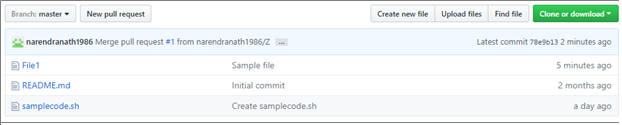 Branch: master New pull request Create new file Upload files Find file Clone or download
narendranath1986 Merge pull request #1 from narendranath1986/Z ... Latest commit 78e9b13 2 minutes ago
File1 Sample file 5 minutes ago
README.md Initial commit 2 months ago
samplecode.sh Create samplecode.sh a day ago